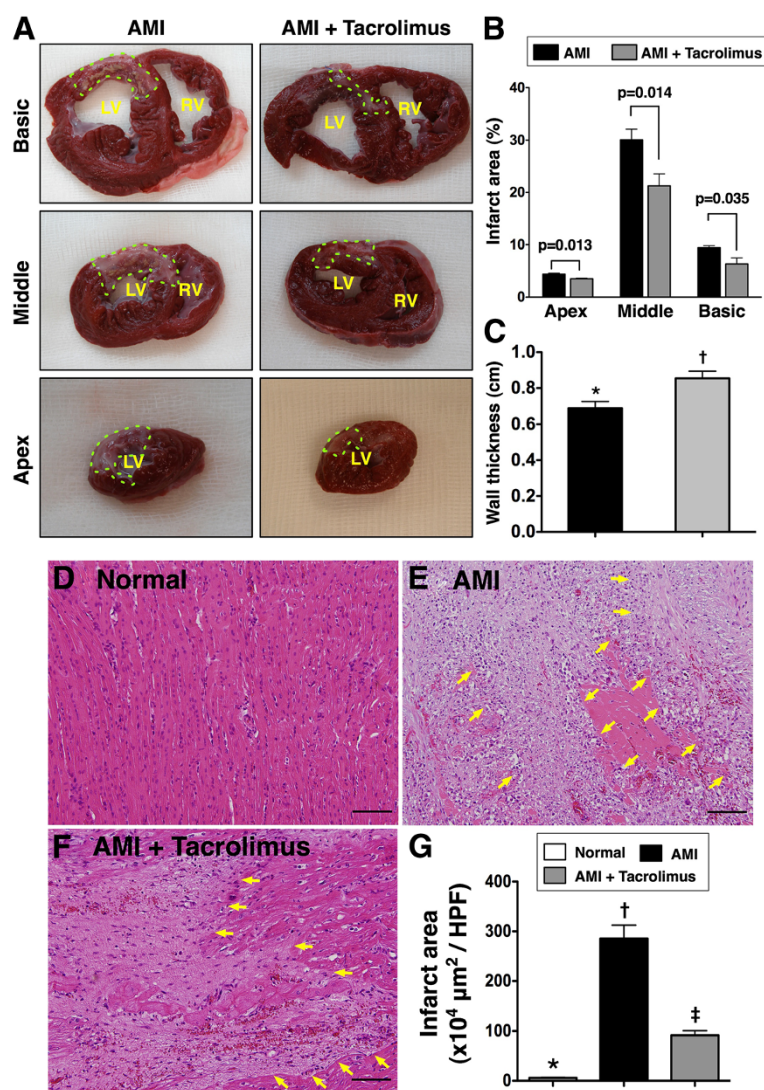 A
AMI
AMI + Tacrolimus
Basic
LV
RV
LV
RV
Middle
LV
RV
LV
RV
Apex
LV
LV
B
AMI
AMI + Tacrolimus
Infarct area (%)
40
30
20
10
0
p=0.013
p=0.014
p=0.035
Apex
Middle
Basic
C
Wall thickness (cm)
1.0
0.8
0.6
0.4
0.2
0.0
*
†
D Normal
E AMI
F AMI + Tacrolimus
G
Normal
AMI
AMI + Tacrolimus
Infarct area
(x10⁴ µm² / HPF)
400
300
200
100
0
*
†
‡